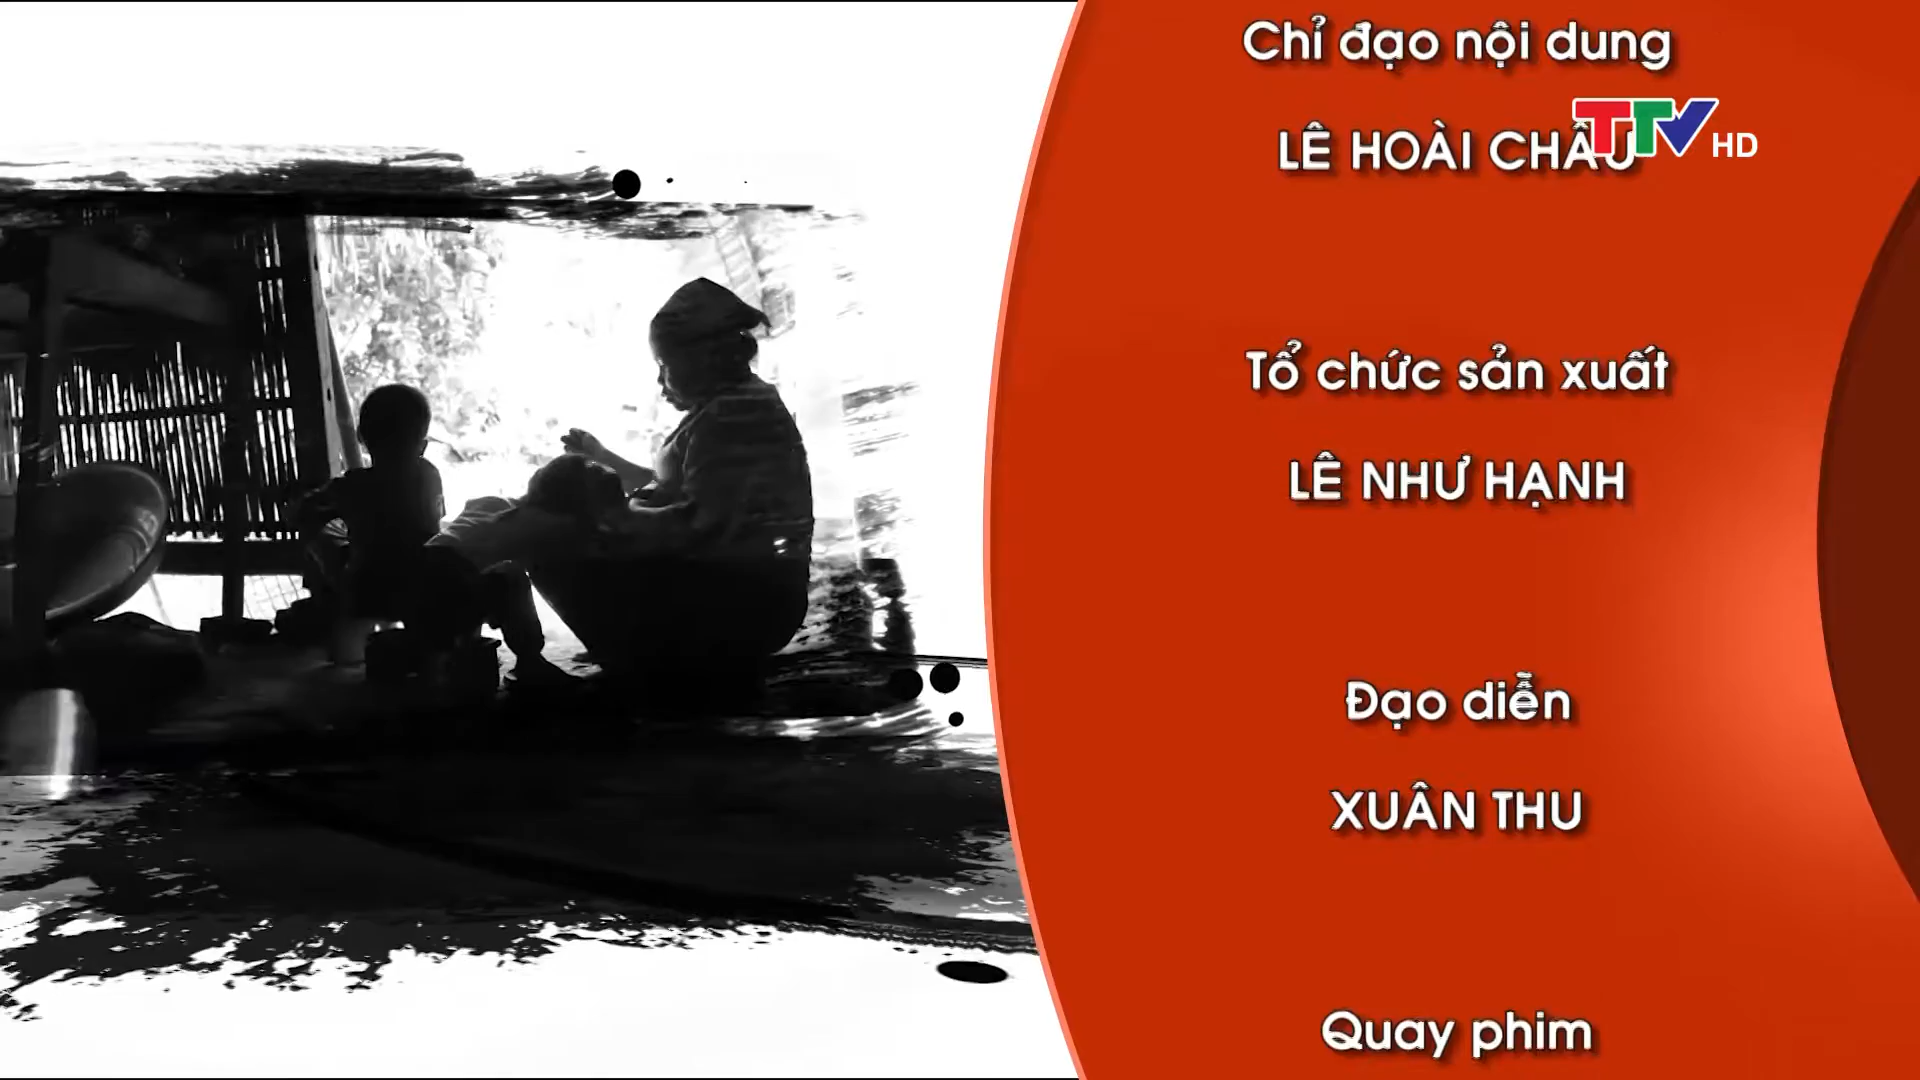 Chỉ đạo nội dung
LÊ HOÀI CHÂU
TTV HD
Tổ chức sản xuất
LÊ NHƯ HẠNH
Đạo diễn
XUÂN THU
Quay phim